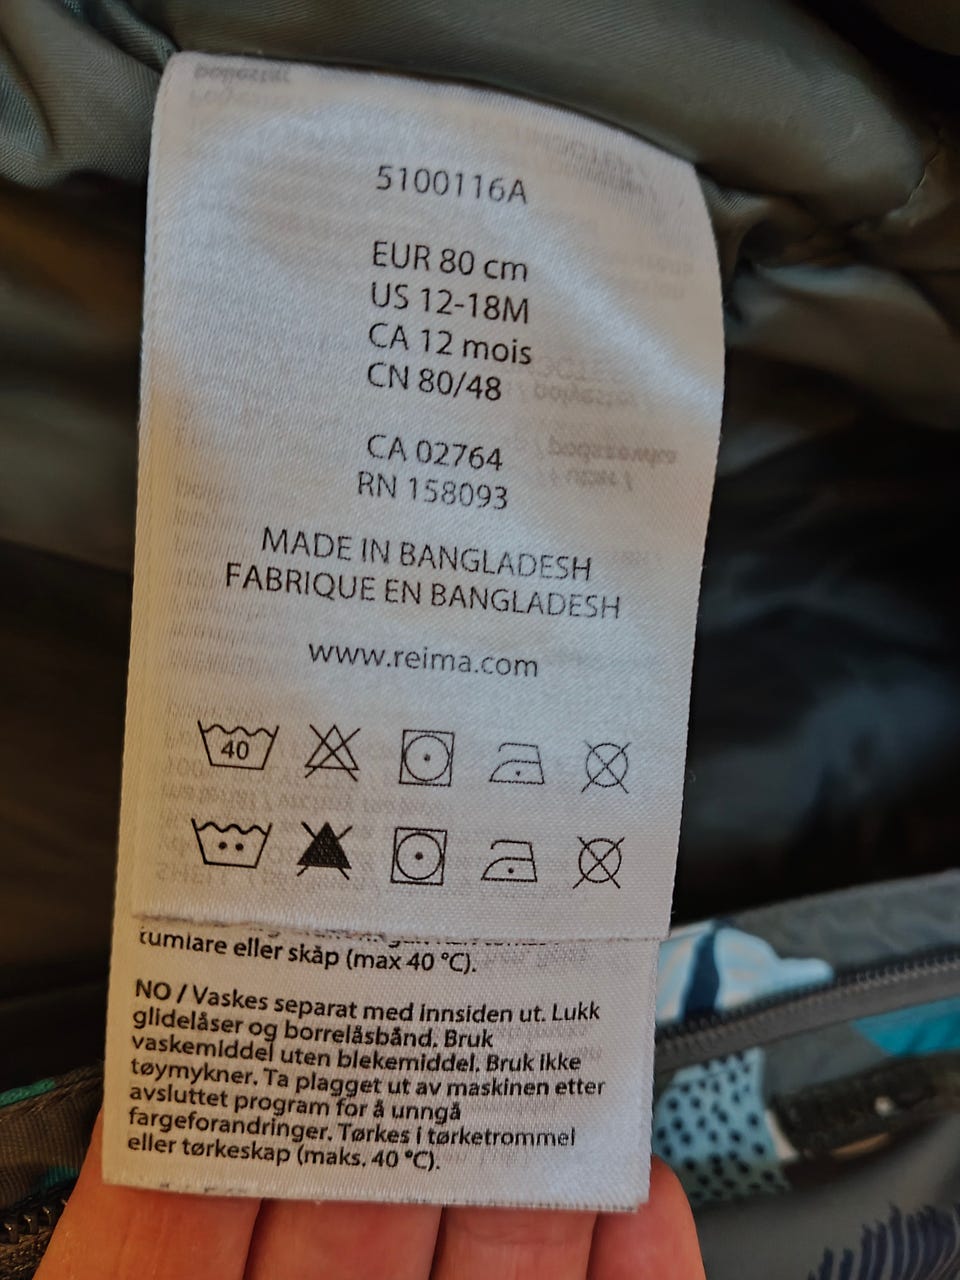 5100116A
EUR 80 cm
US 12-18M
CA 12 mois
CN 80/48
CA 02764
RN 158093
MADE IN BANGLADESH
FABRIQUE EN BANGLADESH
www.reima.com
40
tumlare eller skåp (max 40 °C).
NO / Vaskes separat med innsiden ut. Lukk
glidelåser og borrelåsbånd. Bruk
vaskemiddel uten blekemiddel. Bruk ikke
tøymykner. Ta plagget ut av maskinen etter
avsluttet program for å unngå
fargeforandringer. Tørkes i tørketrommel
eller tørkeskap (maks. 40 °C).